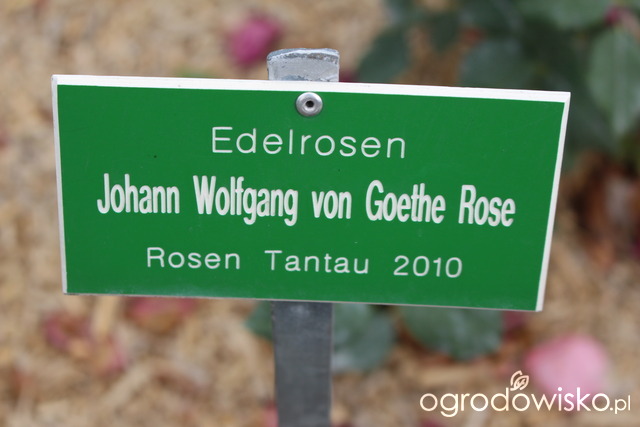 Edelrosen
Johann Wolfgang von Goethe Rose
Rosen Tantau 2010
ogrodowisko.pl